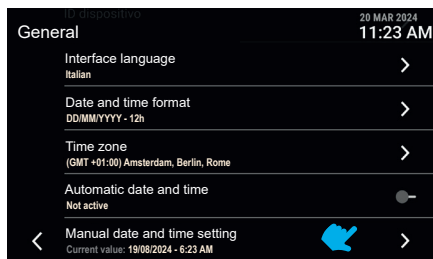 ID dispositivo
20 MAR 2024
General
11:23 AM
Interface language
Italian
Date and time format
DD/MM/YYYY - 12h
Time zone
(GMT +01:00) Amsterdam, Berlin, Rome
Automatic date and time
Not active
Manual date and time setting
Current value: 19/08/2024 - 6:23 AM